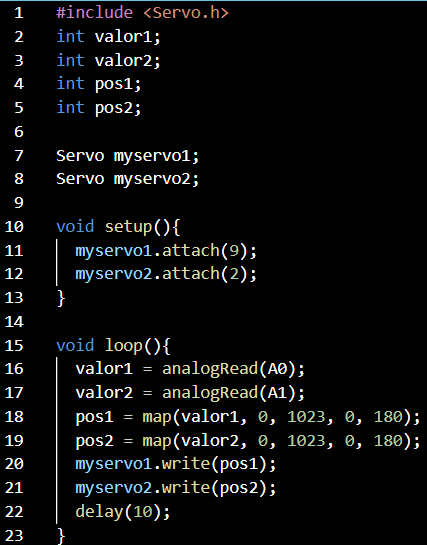 1 #include <Servo.h>
2 int valor1;
3 int valor2;
4 int pos1;
5 int pos2;
6
7 Servo myservo1;
8 Servo myservo2;
9
10 void setup(){
11   myservo1.attach(9);
12   myservo2.attach(2);
13 }
14
15 void loop(){
16   valor1 = analogRead(A0);
17   valor2 = analogRead(A1);
18   pos1 = map(valor1, 0, 1023, 0, 180);
19   pos2 = map(valor2, 0, 1023, 0, 180);
20   myservo1.write(pos1);
21   myservo2.write(pos2);
22   delay(10);
23 }